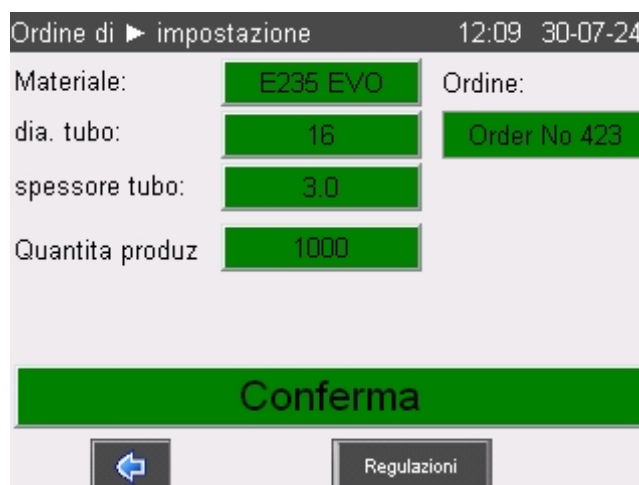 Ordine di ► impostazione 12:09 30-07-24
Materiale: E235 EVO Ordine:
dia. tubo: 16 Order No 423
spessore tubo: 3.0
Quantita produz 1000
Conferma
Regulazioni